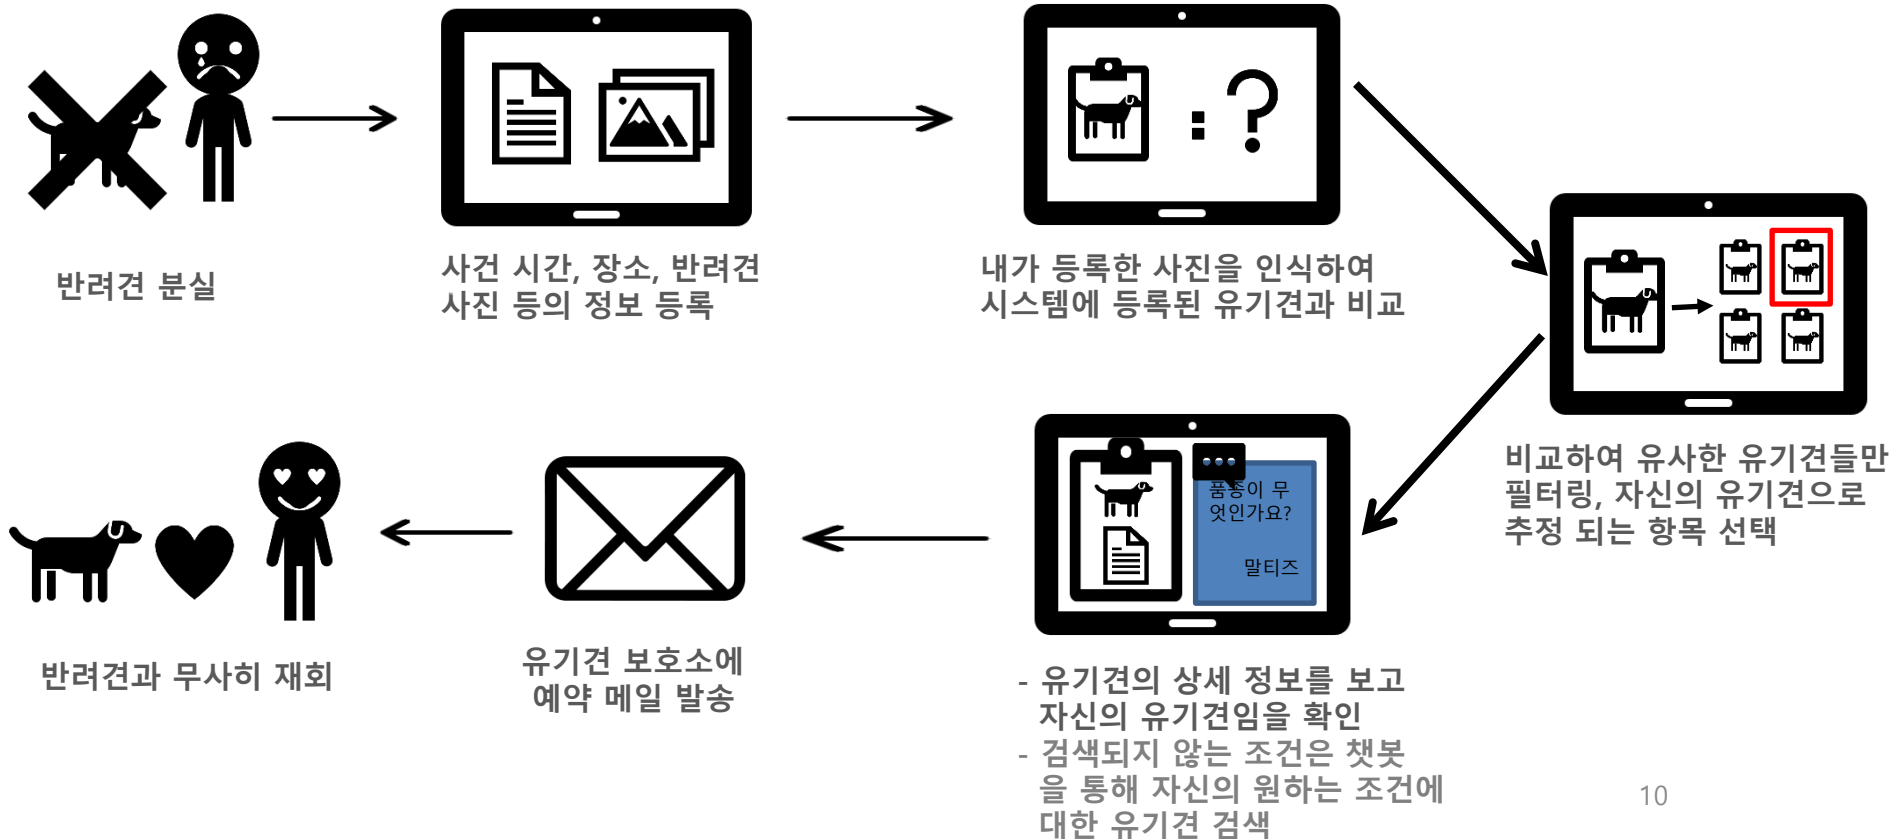 반려견 분실
사건 시간, 장소, 반려견
사진 등의 정보 등록
내가 등록한 사진을 인식하여
시스템에 등록된 유기견과 비교
비교하여 유사한 유기견들만
필터링, 자신의 유기견으로
추정 되는 항목 선택
품종이 무
엇인가요?
말티즈
- 유기견의 상세 정보를 보고
자신의 유기견임을 확인
- 검색되지 않는 조건은 챗봇
을 통해 자신의 원하는 조건에
대한 유기견 검색
유기견 보호소에
예약 메일 발송
반려견과 무사히 재회
10